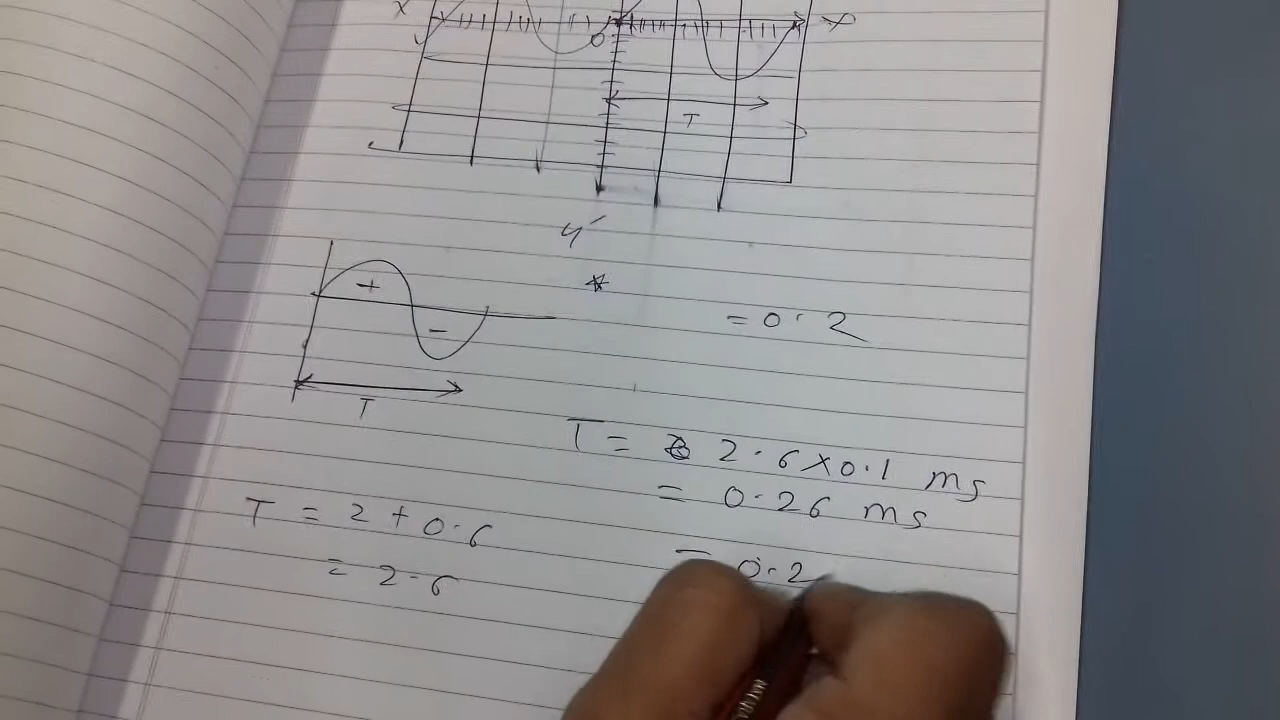 x
O
T
y′
+
*
= 0.2
-
T
T = 2.6×0.1 ms
= 0.26 ms
T = 2 + 0.6
= 2.6
= 0.2